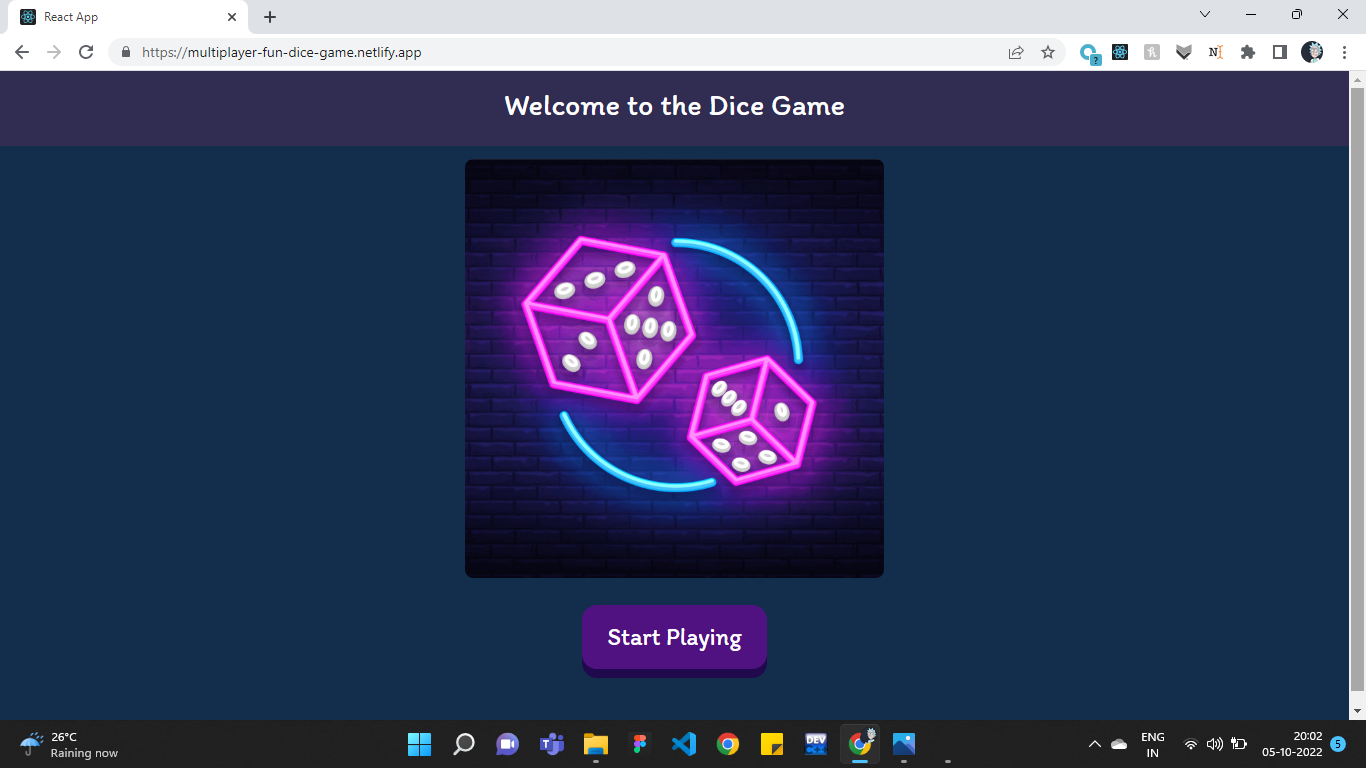 React App
https://multiplayer-fun-dice-game.netlify.app
Welcome to the Dice Game
Start Playing
26°C
Raining now
DEV
ENG
IN
20:02
05-10-2022
5